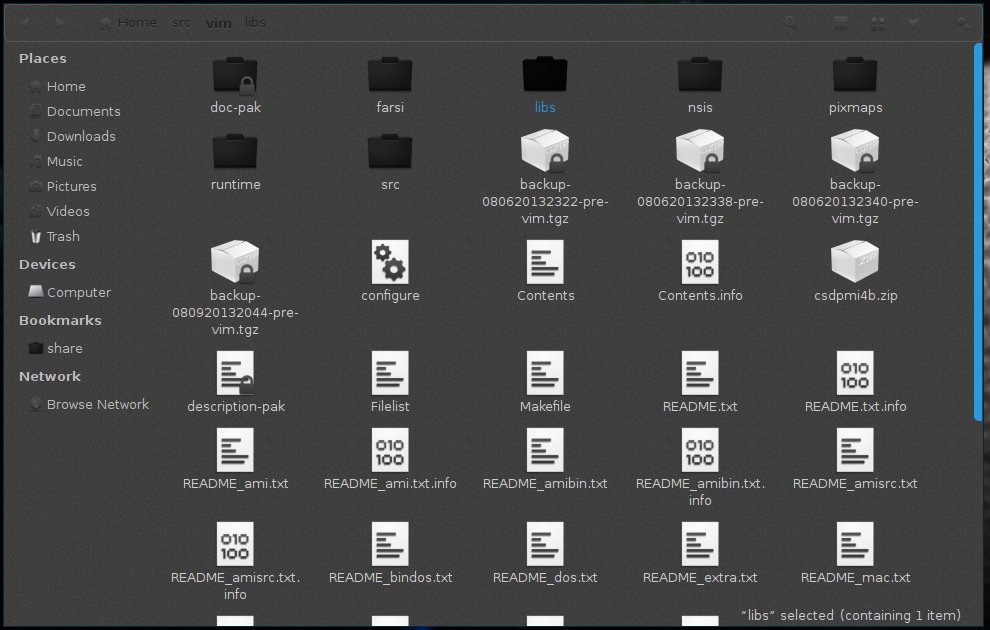 Home src vim libs
Places
Home
Documents
Downloads
Music
Pictures
Videos
Trash
Devices
Computer
Bookmarks
share
Network
Browse Network
doc-pak farsi libs nsis pixmaps
runtime src
backup-
080620132322-pre-
vim.tgz
backup-
080620132338-pre-
vim.tgz
backup-
080620132340-pre-
vim.tgz
backup-
080920132044-pre-
vim.tgz
010
100
ZIP
configure Contents Contents.info csdpmi4b.zip
010
100
description-pak Filelist Makefile README.txt README.txt.info
010
100
010
100
README_ami.txt README_ami.txt.info README_amibin.txt
README_amibin.txt.
info
README_amisrc.txt
010
100
README_amisrc.txt.
info
README_bindos.txt README_dos.txt README_extra.txt README_mac.txt
“libs” selected (containing 1 item)